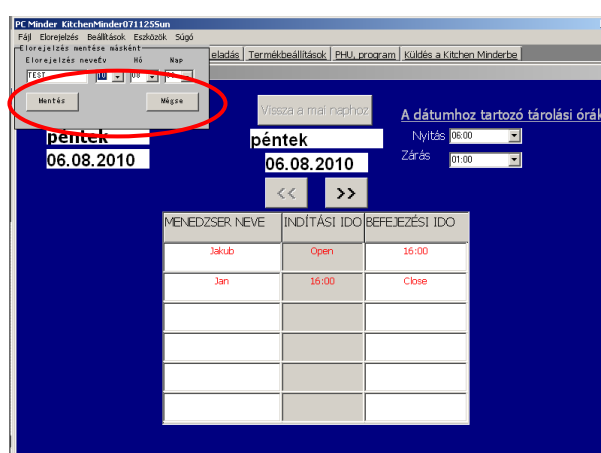 PC Minder KitchenMinder071125Sun
Fájl Elorejelzés Beállítások Eszközök Súgó
Elorejelzés mentése másként
eladás Termékbeállítások PHU, program Küldés a Kitchen Minderbe
Elorejelzés neve Év Hó Nap
TEST 10 08
Mentés Mégse
Vissza a mai naphoz
A dátumhoz tartozó tárolási órák
péntek péntek
Nyitás 06:00
06.08.2010 06.08.2010
Zárás 01:00
<< >>
MENEDZSER NEVE INDÍTÁSI IDO BEFEJEZÉSI IDO
Jakub Open 16:00
Jan 16:00 Close